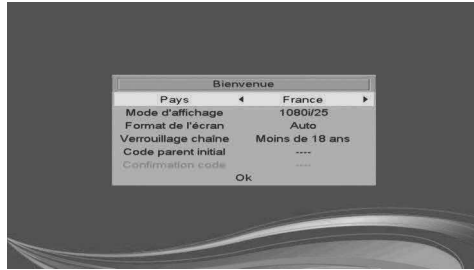 Bienvenue
Pays France
Mode d'affichage 1080i/25
Format de l'écran Auto
Verrouillage chaîne Moins de 18 ans
Code parent initial ----
Confirmation code ----
Ok